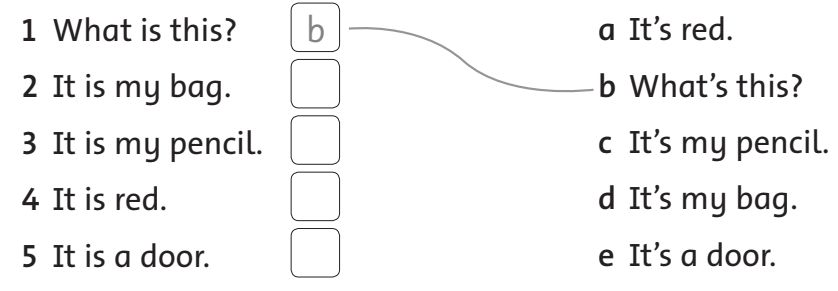 1 What is this? b
2 It is my bag.
3 It is my pencil.
4 It is red.
5 It is a door.
a It's red.
b What's this?
c It's my pencil.
d It's my bag.
e It's a door.